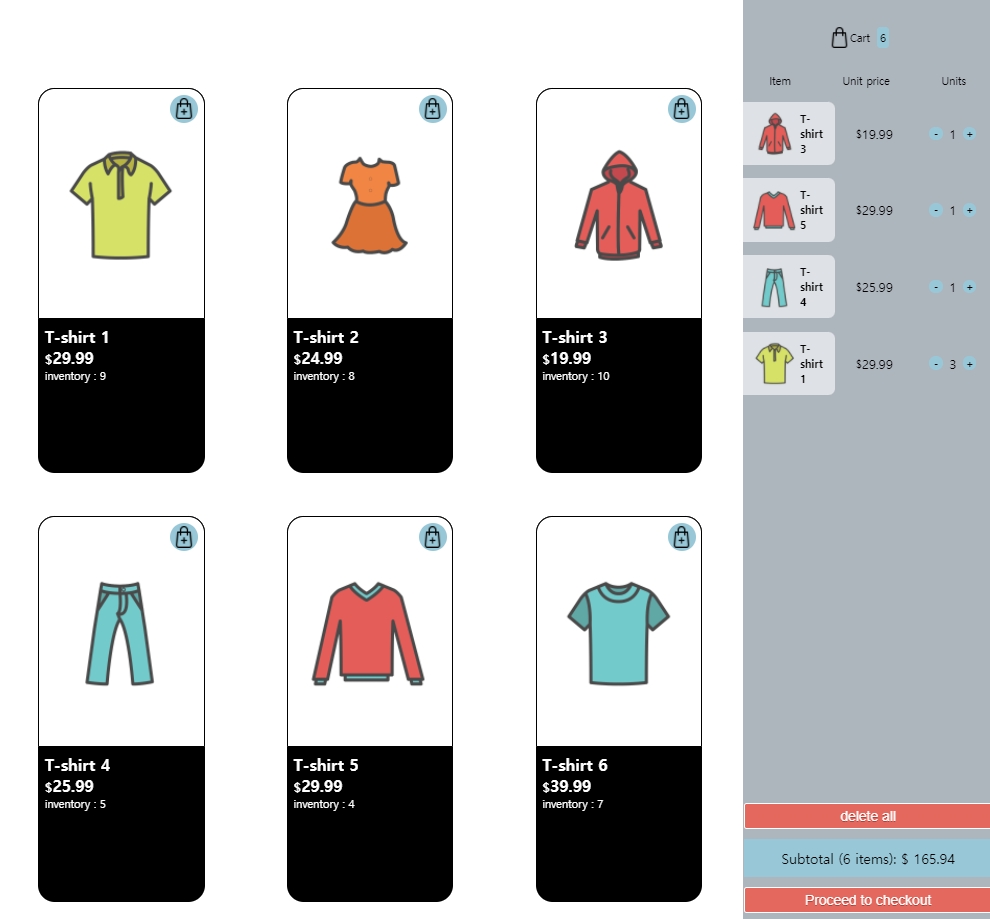 T-shirt 1
$29.99
inventory : 9
T-shirt 2
$24.99
inventory : 8
T-shirt 3
$19.99
inventory : 10
T-shirt 4
$25.99
inventory : 5
T-shirt 5
$29.99
inventory : 4
T-shirt 6
$39.99
inventory : 7
Cart 6
Item Unit price Units
T-
shirt
3
$19.99 - 1 +
T-
shirt
5
$29.99 - 1 +
T-
shirt
4
$25.99 - 1 +
T-
shirt
1
$29.99 - 3 +
delete all
Subtotal (6 items): $ 165.94
Proceed to checkout